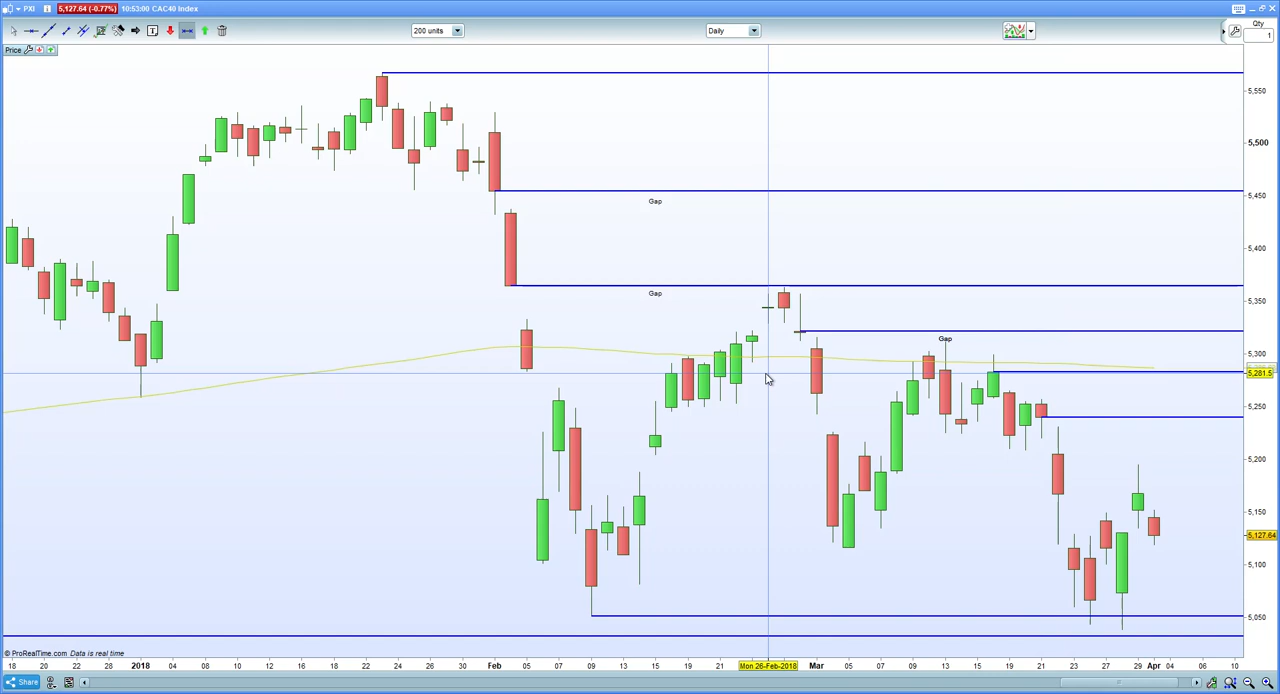 PXI 5,127.64 (-0.77%) 10:53:00 CAC40 Index
Qty
200 units Daily 1
Price
5,550
5,500
5,450
Gap
5,400
5,350
Gap
5,300
Gap
5,281.5
5,250
5,200
5,150
5,127.64
5,100
5,050
© ProRealTime.com Data is real time
18 20 22 26 28 2018 04 08 10 12 16 18 22 24 26 30 Feb 05 07 09 13 15 19 21 Mon 26-Feb-2018 Mar 05 07 09 13 15 19 21 23 27 29 Apr 04 06 10
Share